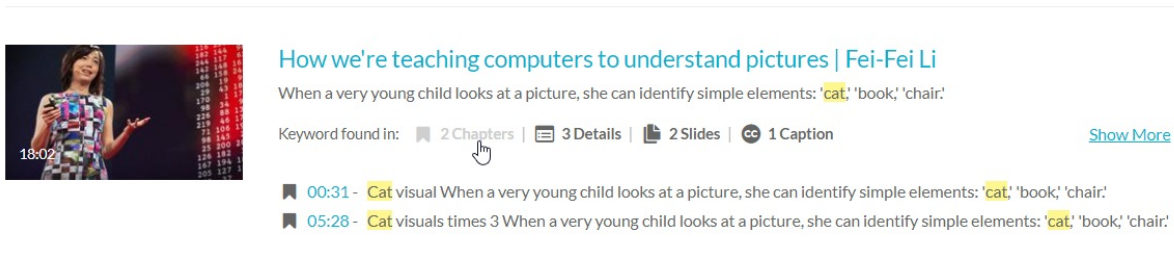 How we're teaching computers to understand pictures | Fei-Fei Li
When a very young child looks at a picture, she can identify simple elements: 'cat,' 'book,' 'chair.'
Keyword found in: 2 Chapters | 3 Details | 2 Slides | CC 1 Caption Show More
18:02
00:31 - Cat visual When a very young child looks at a picture, she can identify simple elements: 'cat,' 'book,' 'chair.'
05:28 - Cat visuals times 3 When a very young child looks at a picture, she can identify simple elements: 'cat,' 'book,' 'chair.'